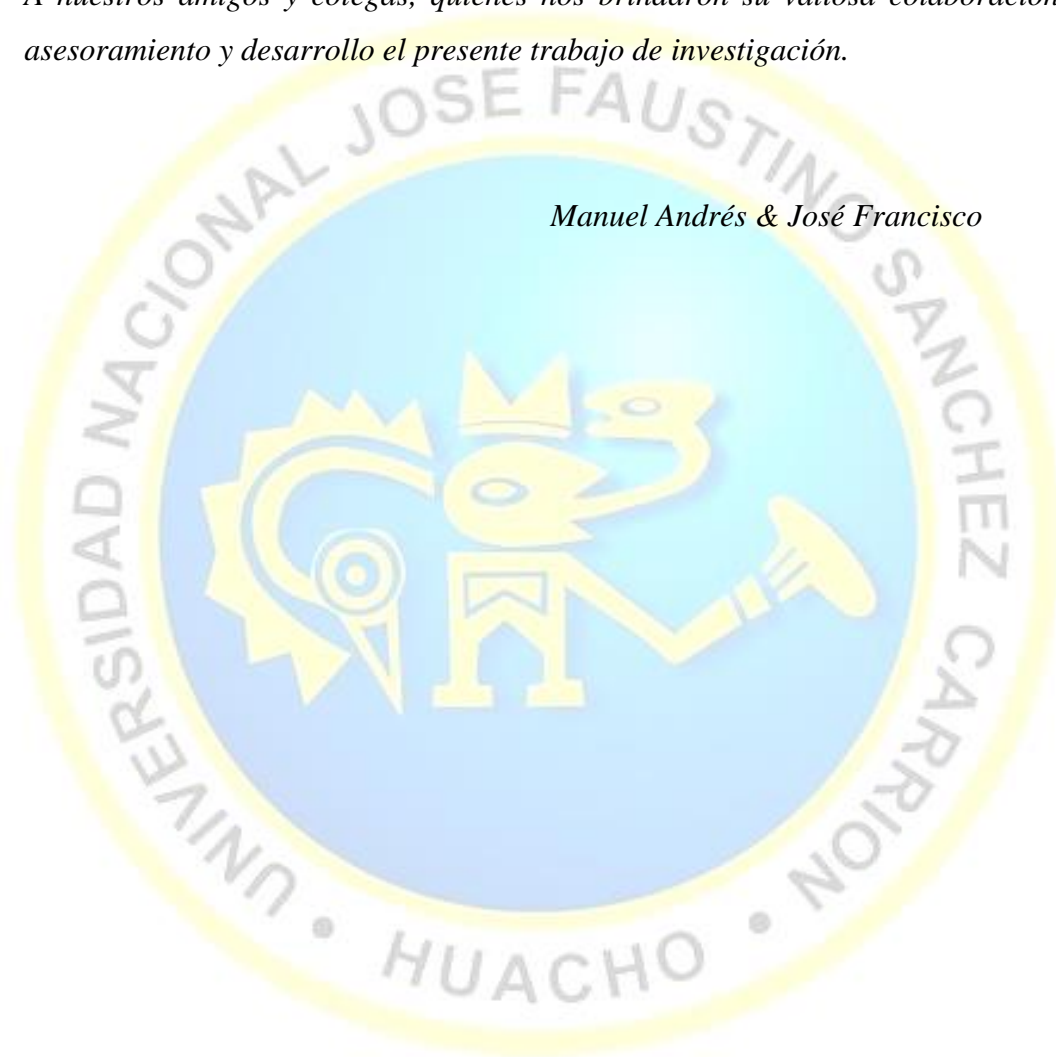 A nuestros amigos y colegas, quienes nos brindaron su valiosa colaboración
asesoramiento y desarrollo el presente trabajo de investigación.
Manuel Andrés & José Francisco
UNIVERSIDAD NACIONAL JOSE FAUSTINO SANCHEZ CARRION
• HUACHO •